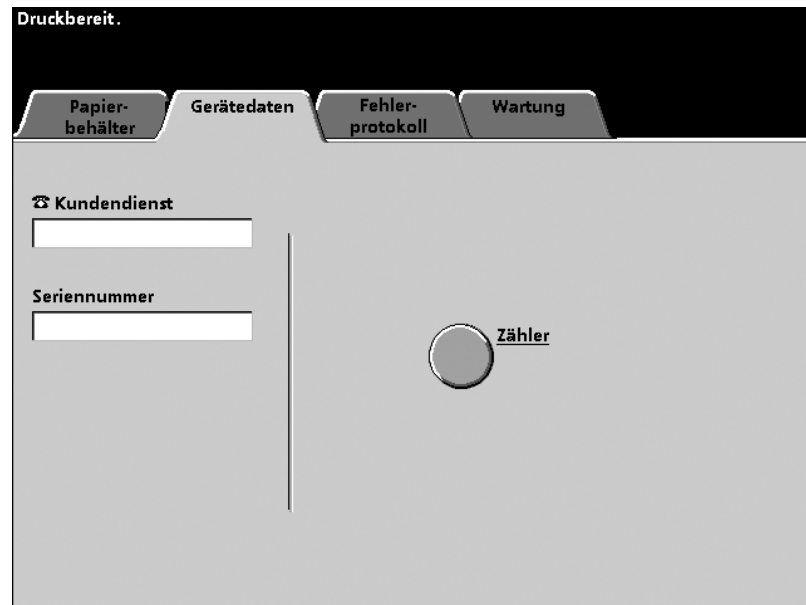 Druckbereit.
Papier-
behälter
Gerätedaten
Fehler-
protokoll
Wartung
☎ Kundendienst
Seriennummer
Zähler